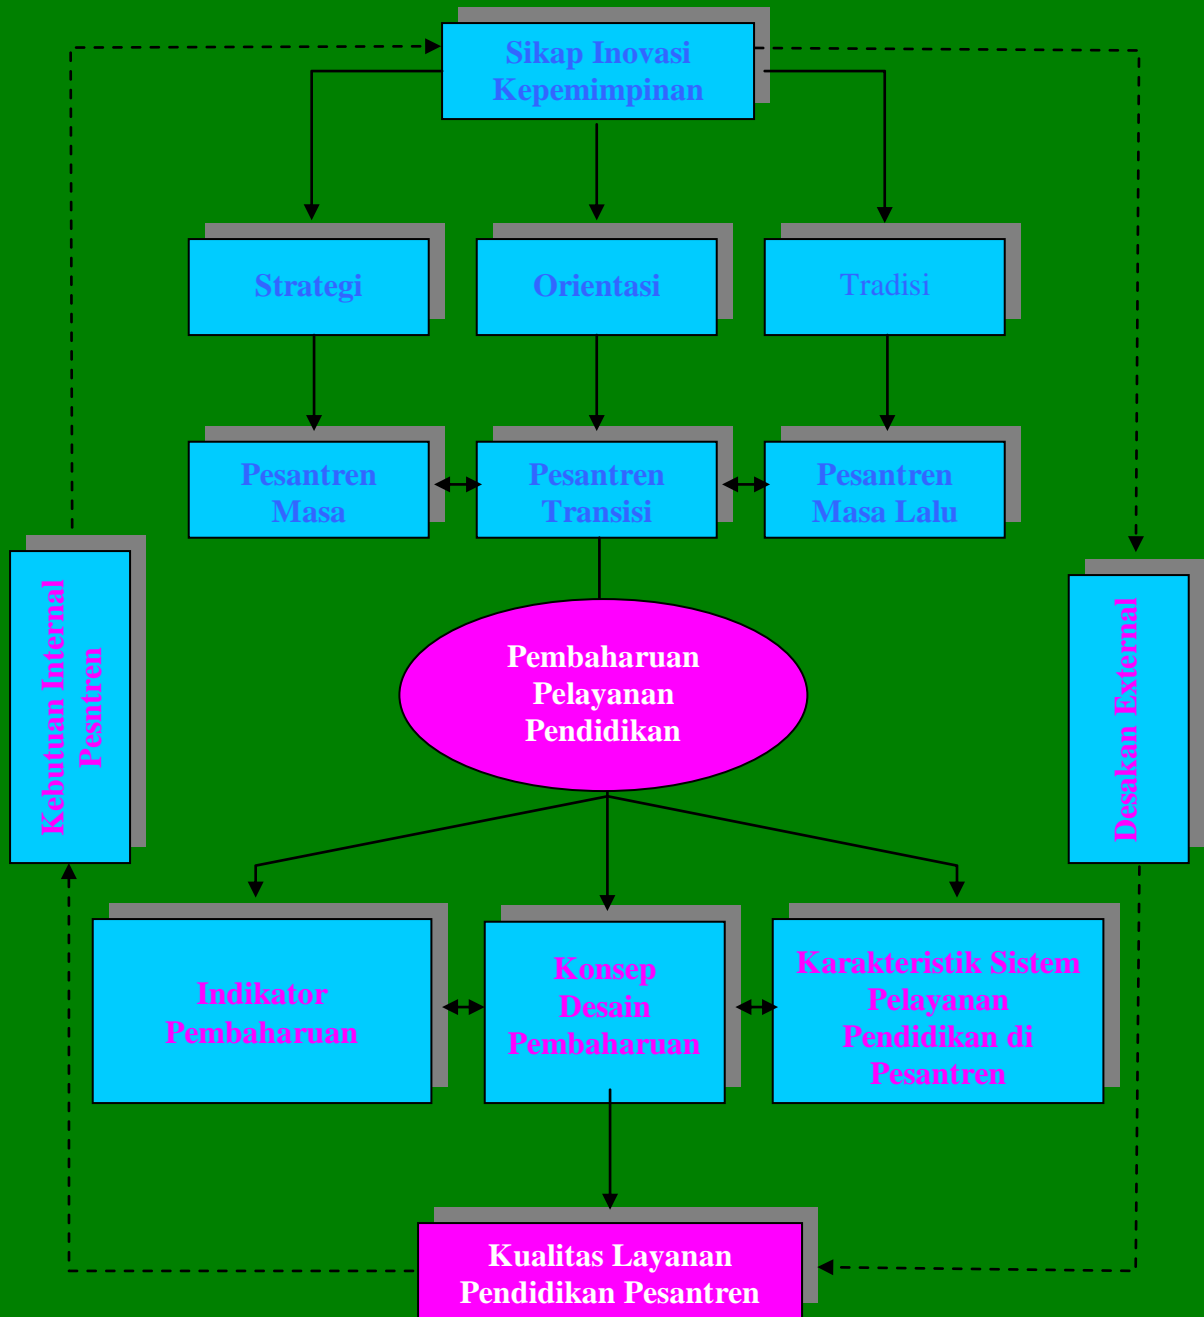 Sikap Inovasi
Kepemimpinan
Strategi
Orientasi
Tradisi
Pesantren
Masa
Pesantren
Transisi
Pesantren
Masa Lalu
Kebutuan Internal
Pesntren
Pembaharuan
Pelayanan
Pendidikan
Desakan External
Indikator
Pembaharuan
Konsep
Desain
Pembaharuan
Karakteristik Sistem
Pelayanan
Pendidikan di
Pesantren
Kualitas Layanan
Pendidikan Pesantren